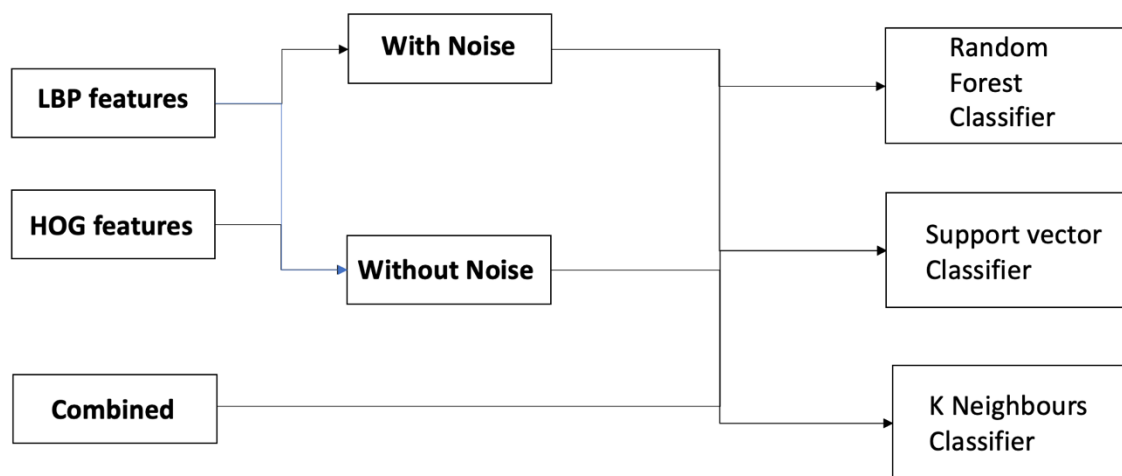 LBP features
HOG features
Combined
With Noise
Without Noise
Random
Forest
Classifier
Support vector
Classifier
K Neighbours
Classifier